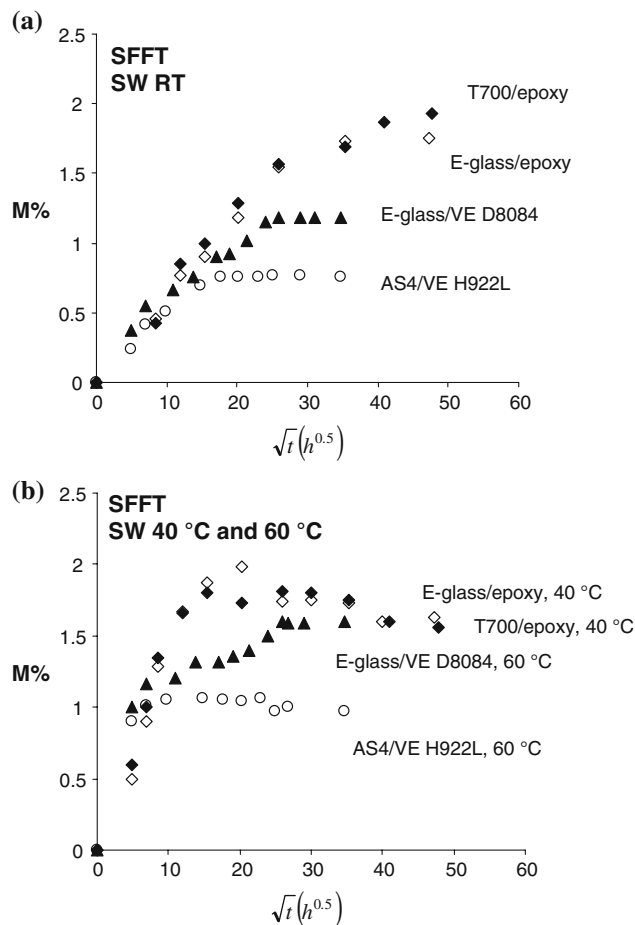 (a)
SFFT
SW RT
2.5
2
1.5
1
0.5
0
M%
T700/epoxy
E-glass/epoxy
E-glass/VE D8084
AS4/VE H922L
0 10 20 30 40 50 60
√t(h^0.5)
(b)
SFFT
SW 40 °C and 60 °C
2.5
2
1.5
1
0.5
0
M%
E-glass/epoxy, 40 °C
T700/epoxy, 40 °C
E-glass/VE D8084, 60 °C
AS4/VE H922L, 60 °C
0 10 20 30 40 50 60
√t(h^0.5)